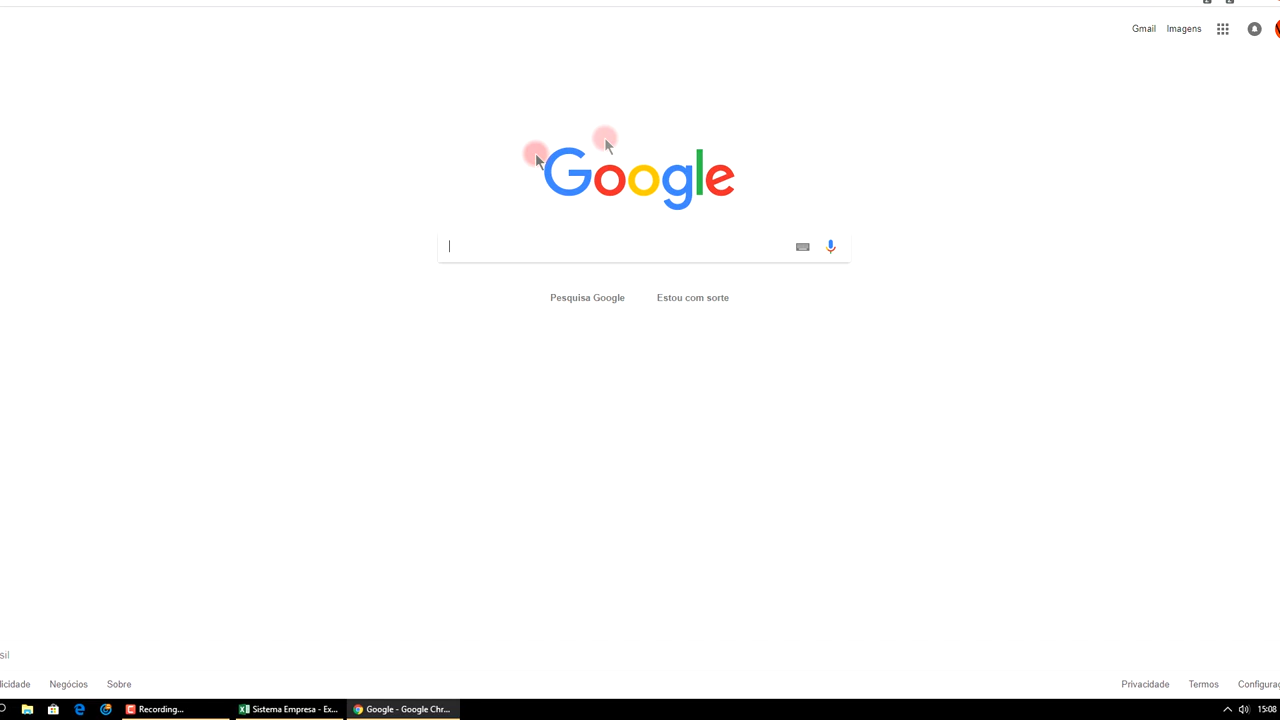 Gmail Imagens
Google
Pesquisa Google Estou com sorte
sil
licidade Negócios Sobre Privacidade Termos Configuraç
Recording... Sistema Empresa - Ex... Google - Google Chr... 15:08